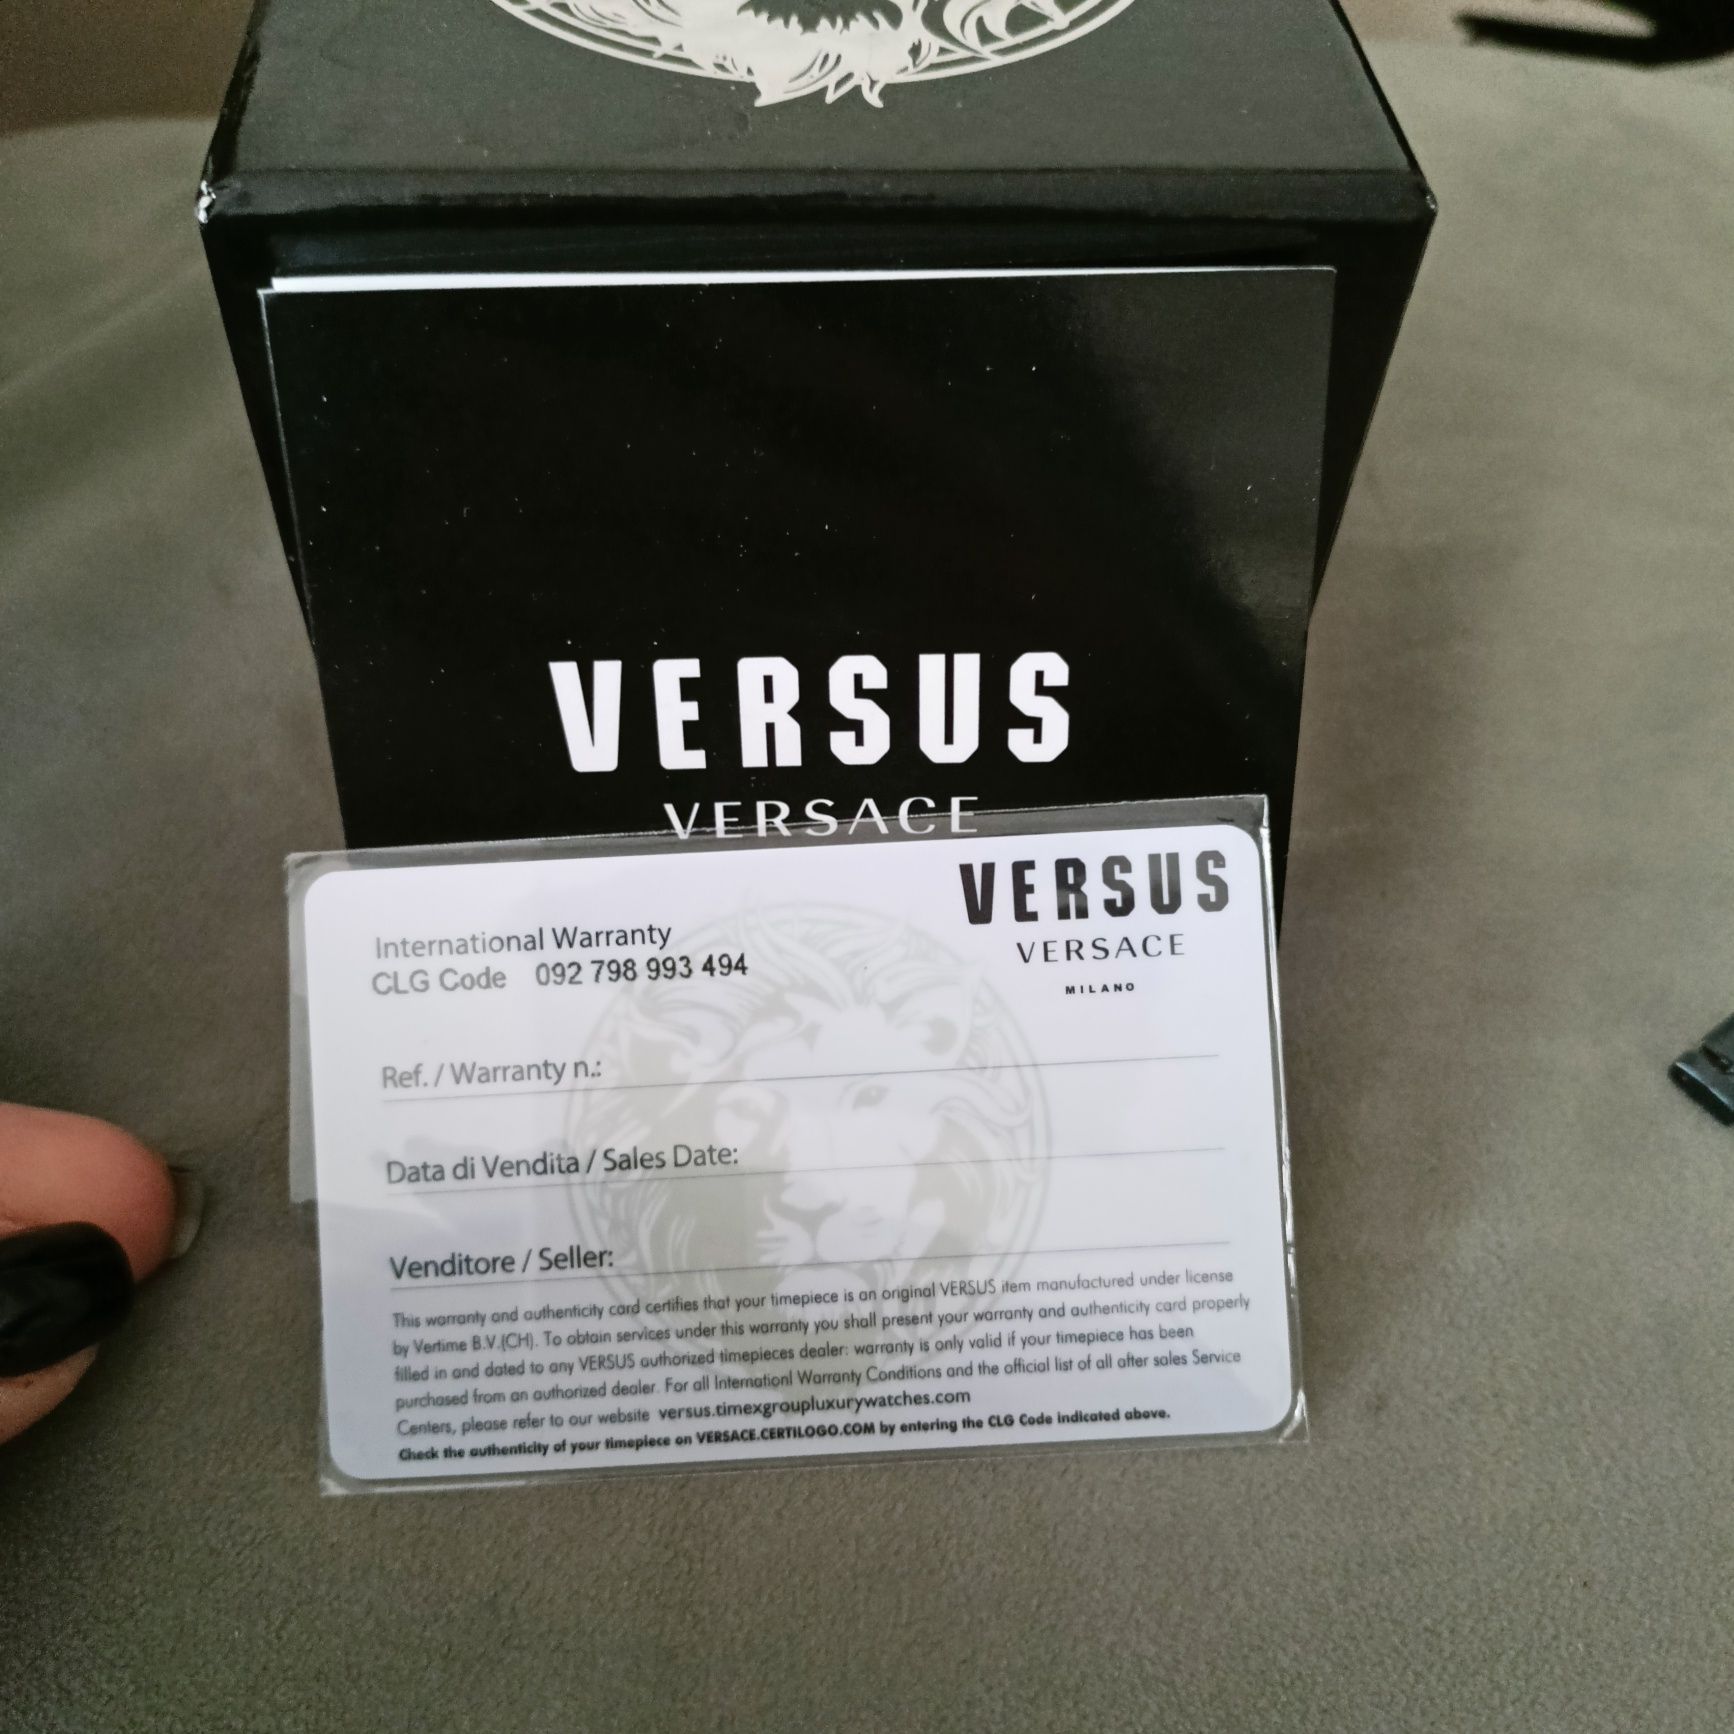 VERSUS
VERSACE
VERSUS
VERSACE
MILANO
International Warranty
CLG Code 092 798 993 494
Ref. / Warranty n.:
Data di Vendita / Sales Date:
Venditore / Seller:
This warranty and authenticity card certifies that your timepiece is an original VERSUS item manufactured under license
by Vertime B.V.(CH). To obtain services under this warranty you shall present your warranty and authenticity card properly
filled in and dated to any VERSUS authorized timepieces dealer: warranty is only valid if your timepiece has been
purchased from an authorized dealer. For all Internationl Warranty Conditions and the official list of all after sales Service
Centers, please refer to our website versus.timexgroupluxurywatches.com
Check the authenticity of your timepiece on VERSACE.CERTILOGO.COM by entering the CLG Code indicated above.